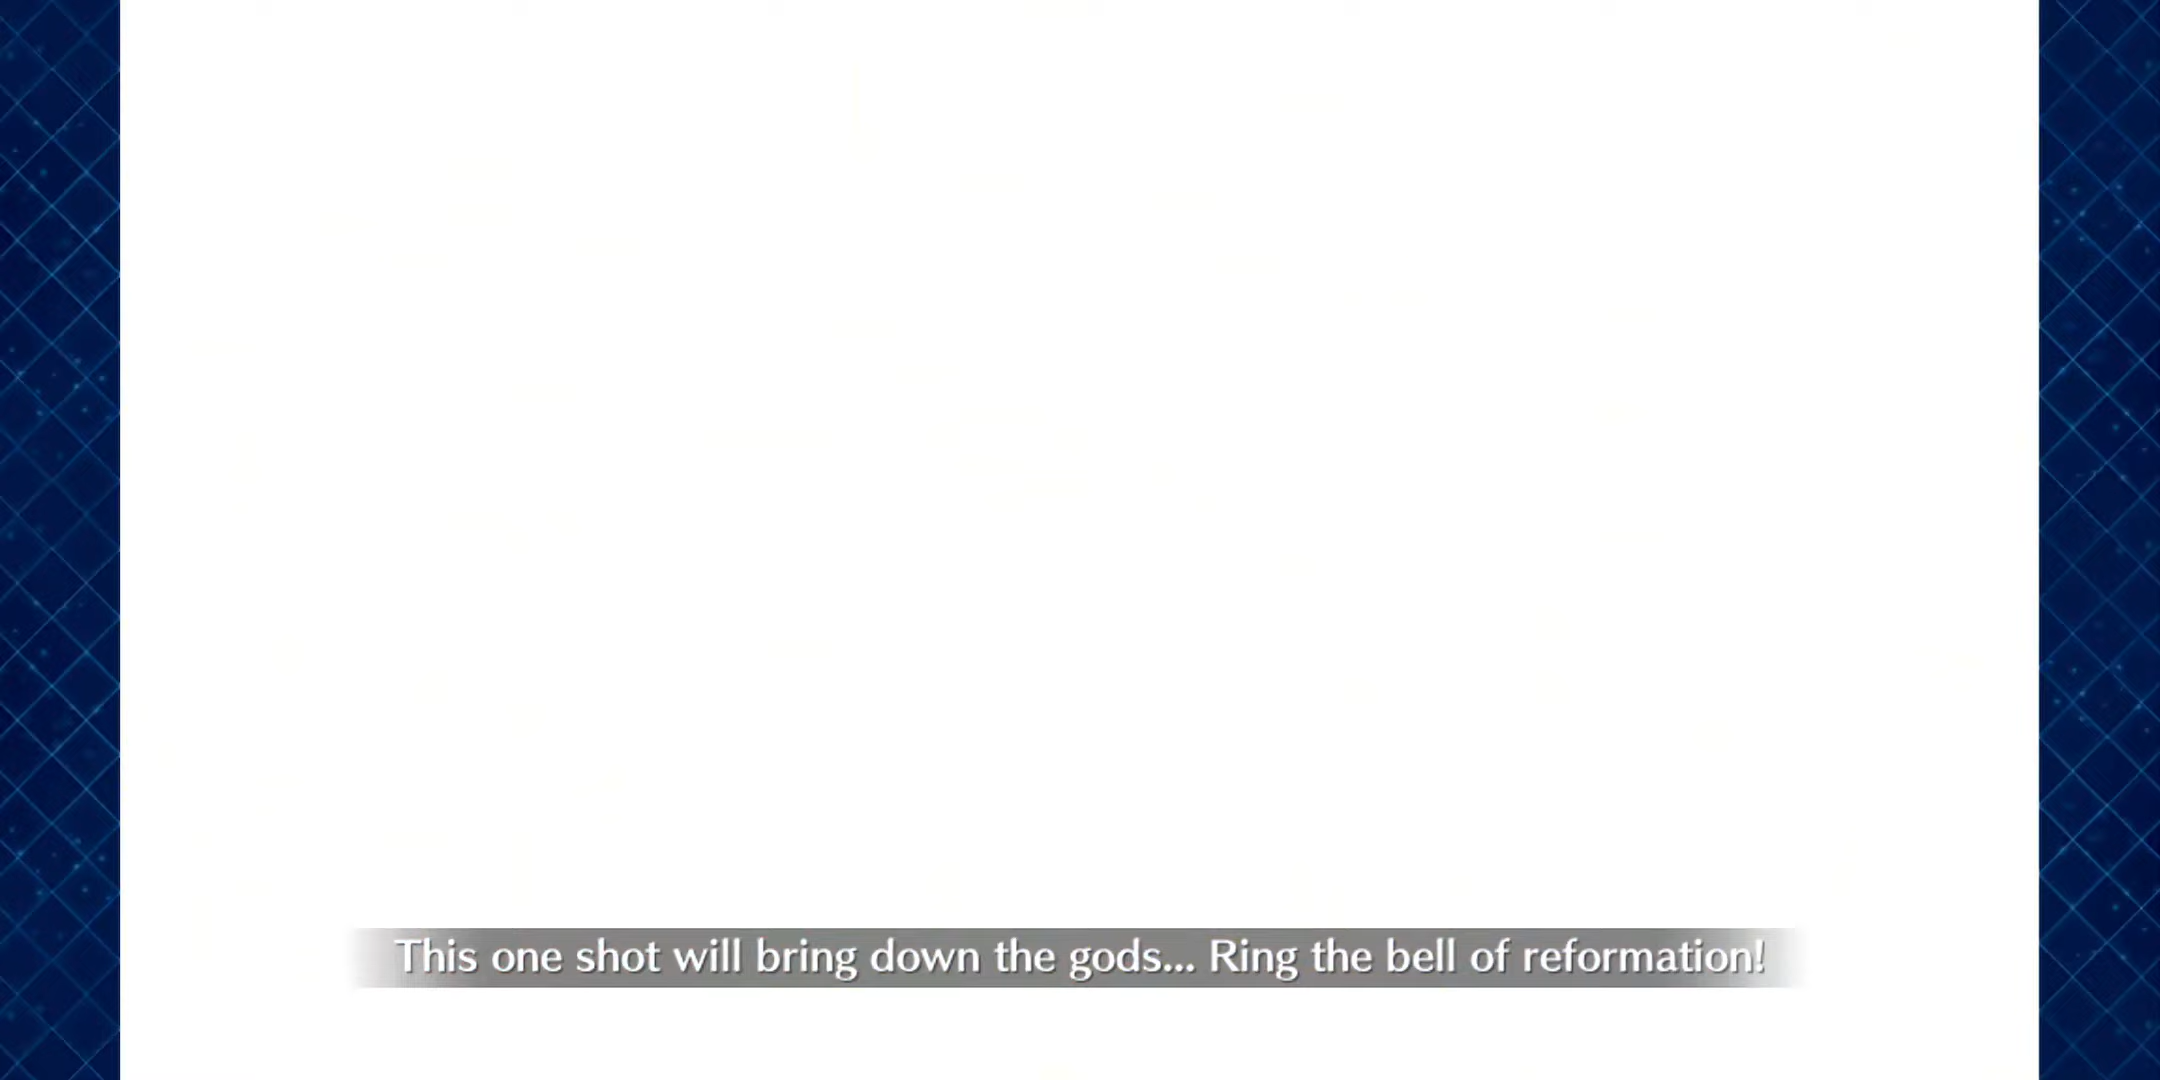 This one shot will bring down the gods... Ring the bell of reformation!